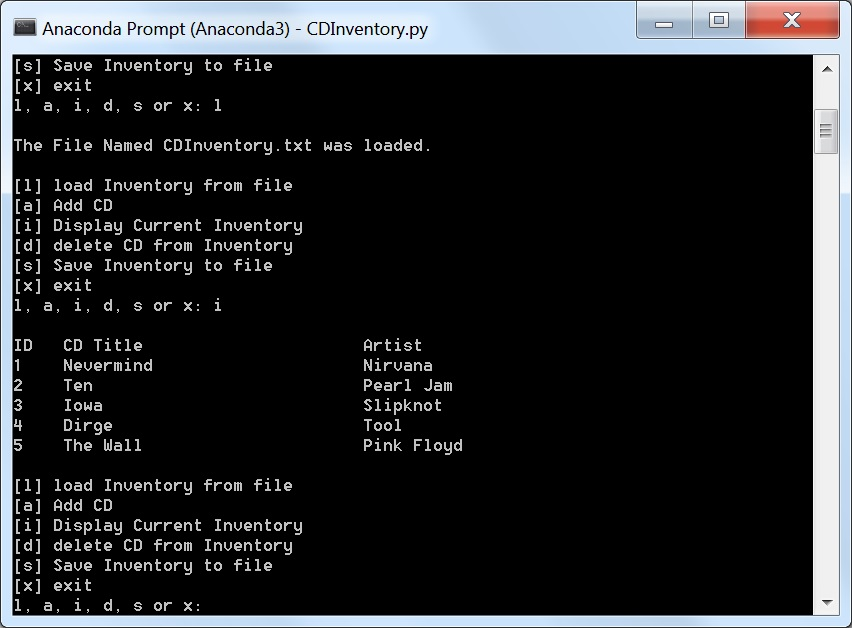 Anaconda Prompt (Anaconda3) - CDInventory.py
[s] Save Inventory to file
[x] exit
l, a, i, d, s or x: l
The File Named CDInventory.txt was loaded.
[l] load Inventory from file
[a] Add CD
[i] Display Current Inventory
[d] delete CD from Inventory
[s] Save Inventory to file
[x] exit
l, a, i, d, s or x: i
ID CD Title Artist
1 Nevermind Nirvana
2 Ten Pearl Jam
3 Iowa Slipknot
4 Dirge Tool
5 The Wall Pink Floyd
[l] load Inventory from file
[a] Add CD
[i] Display Current Inventory
[d] delete CD from Inventory
[s] Save Inventory to file
[x] exit
l, a, i, d, s or x: